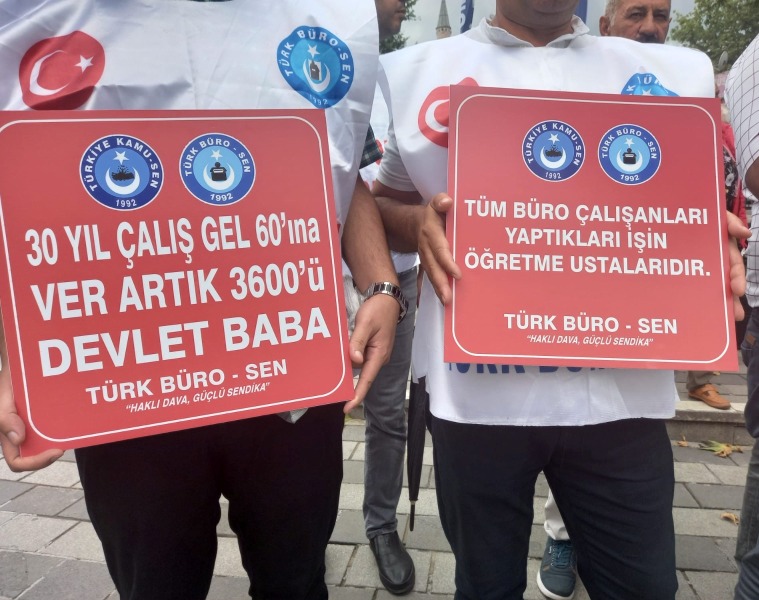 TÜRK BÜRO-SEN
TÜRKİYE KAMU-SEN
1992
TÜRK BÜRO-SEN
1992
30 YIL ÇALIŞ GEL 60'ına
VER ARTIK 3600'ü
DEVLET BABA
TÜRK BÜRO - SEN
"HAKLI DAVA, GÜÇLÜ SENDİKA"
TÜRKİYE KAMU-SEN
1992
TÜRK BÜRO-SEN
1992
TÜM BÜRO ÇALIŞANLARI
YAPTIKLARI İŞİN
ÖĞRETME USTALARIDIR.
TÜRK BÜRO - SEN
"HAKLI DAVA, GÜÇLÜ SENDİKA"